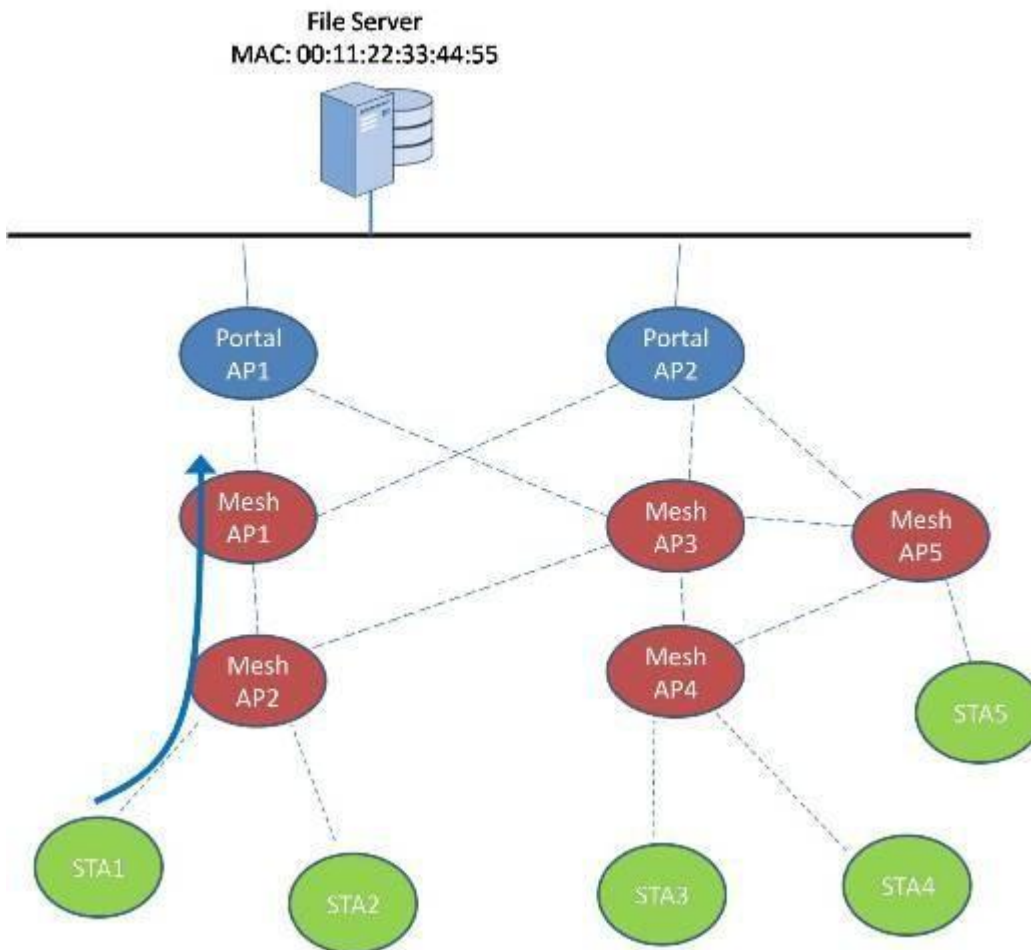 File Server
MAC: 00:11:22:33:44:55
Portal
AP1
Portal
AP2
Mesh
AP1
Mesh
AP3
Mesh
AP5
Mesh
AP2
Mesh
AP4
STA5
STA1
STA2
STA3
STA4